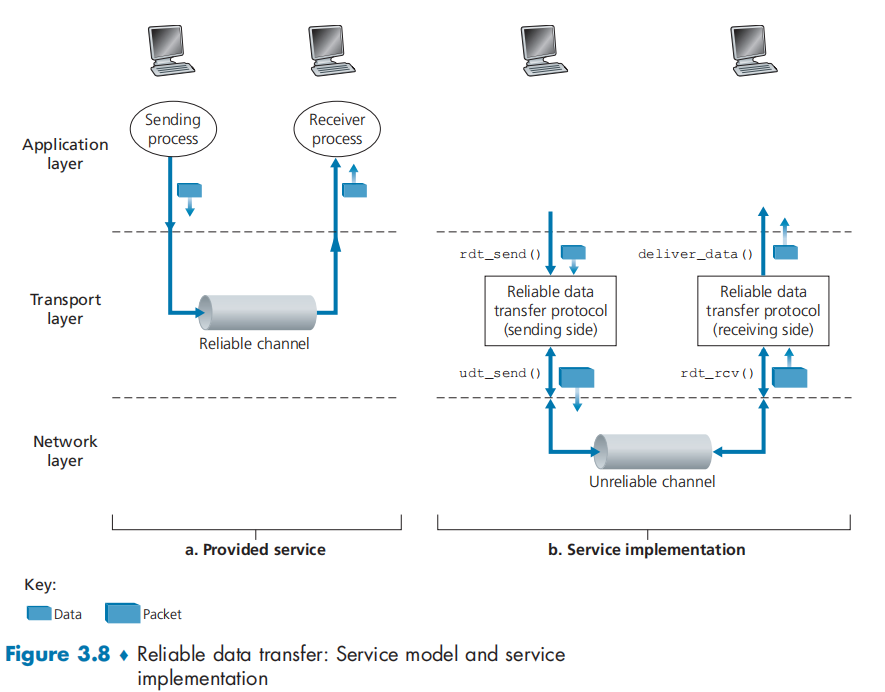 Sending
process
Receiver
process
Application
layer
rdt_send()
deliver_data()
Transport
layer
Reliable data
transfer protocol
(sending side)
Reliable data
transfer protocol
(receiving side)
Reliable channel
udt_send()
rdt_rcv()
Network
layer
Unreliable channel
a. Provided service
b. Service implementation
Key:
Data
Packet
Figure 3.8 ♦ Reliable data transfer: Service model and service
implementation